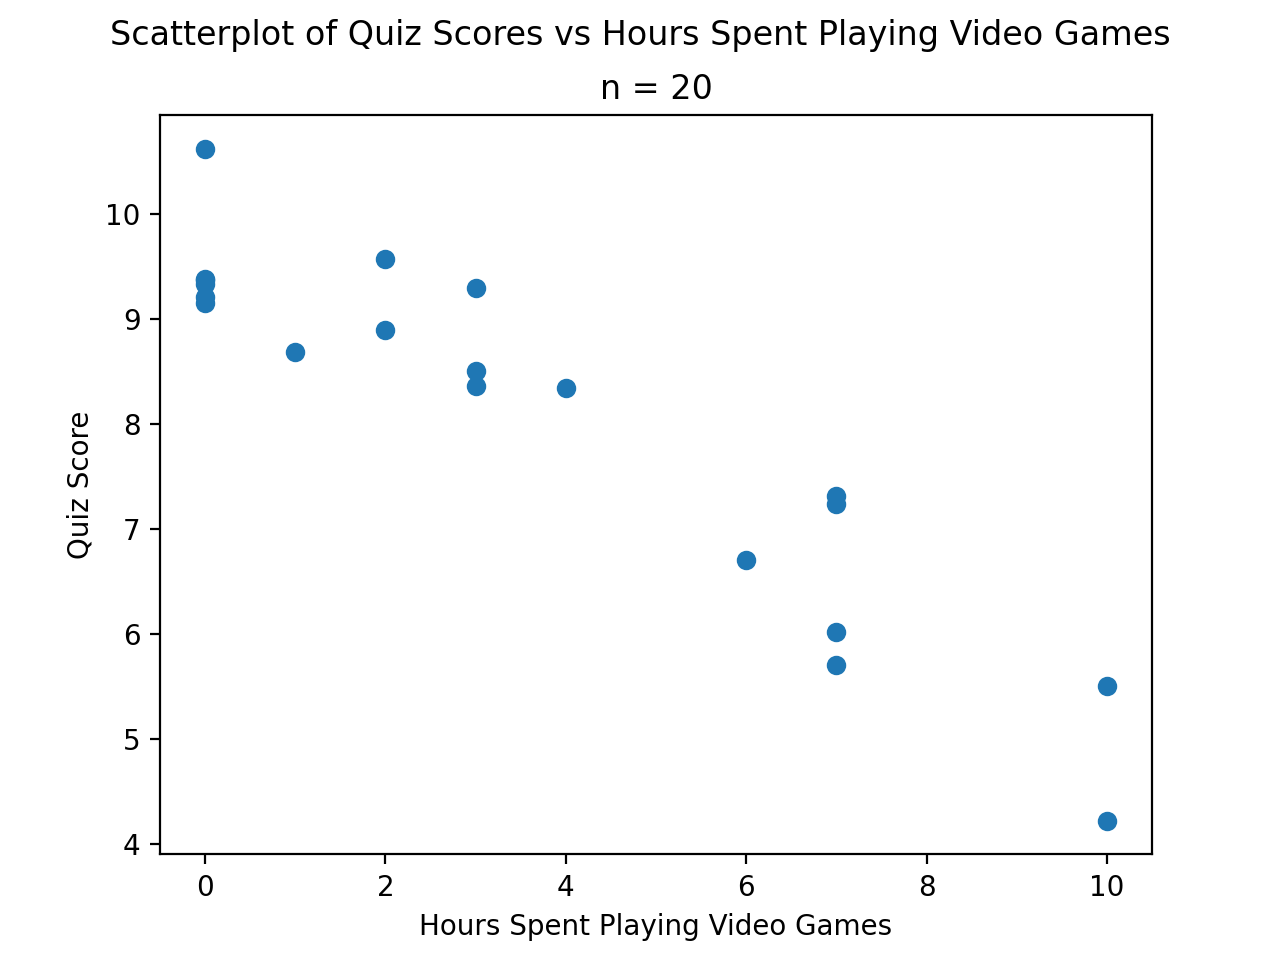 Scatterplot of Quiz Scores vs Hours Spent Playing Video Games
n = 20
10
9
8
7
6
5
4
Quiz Score
0 2 4 6 8 10
Hours Spent Playing Video Games